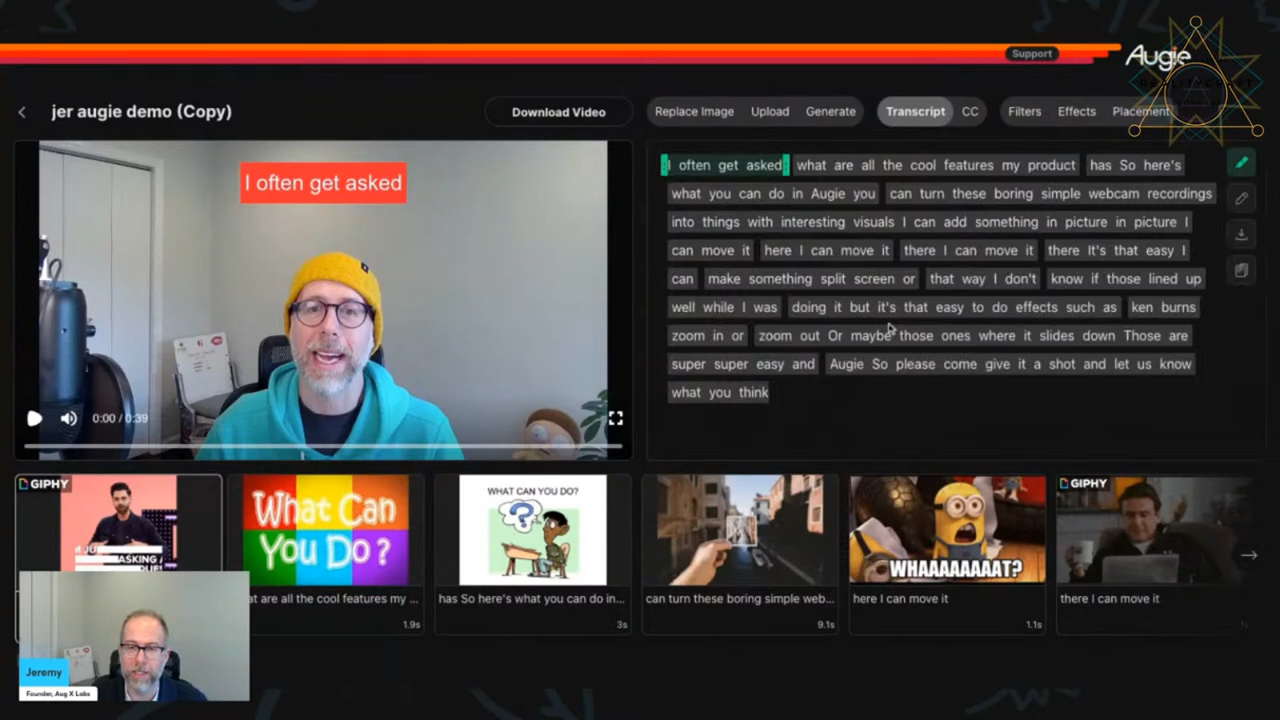 Support
Augie
jer augie demo (Copy)
Download Video
Replace Image Upload Generate
Transcript CC
Filters Effects Placement
I often get asked
I often get asked what are all the cool features my product has So here's
what you can do in Augie you can turn these boring simple webcam recordings
into things with interesting visuals I can add something in picture in picture I
can move it here I can move it there I can move it there It's that easy I
can make something split screen or that way I don't know if those lined up
well while I was doing it but it's that easy to do effects such as ken burns
zoom in or zoom out Or maybe those ones where it slides down Those are
super super easy and Augie So please come give it a shot and let us know
what you think
0:00 / 0:39
GIPHY
ASKING A
What Can
You Do?
at are all the cool features my ...
1.9s
WHAT CAN YOU DO?
?
has So here's what you can do in...
3s
can turn these boring simple web...
9.1s
WHAAAAAAAT?
here I can move it
1.1s
GIPHY
there I can move it
Jeremy
Founder, Aug X Labs